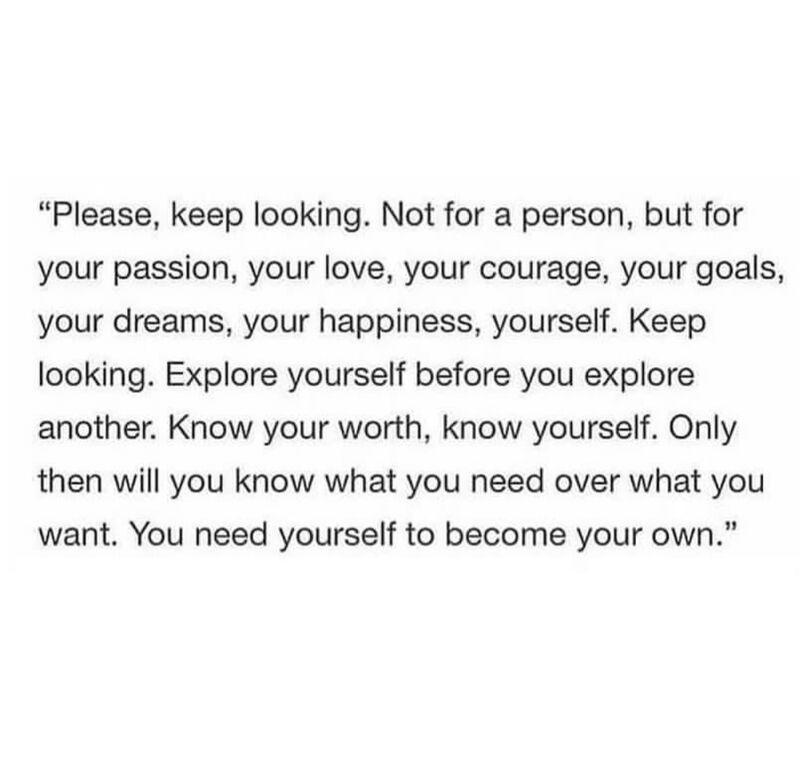 “Please, keep looking. Not for a person, but for
your passion, your love, your courage, your goals,
your dreams, your happiness, yourself. Keep
looking. Explore yourself before you explore
another. Know your worth, know yourself. Only
then will you know what you need over what you
want. You need yourself to become your own.”